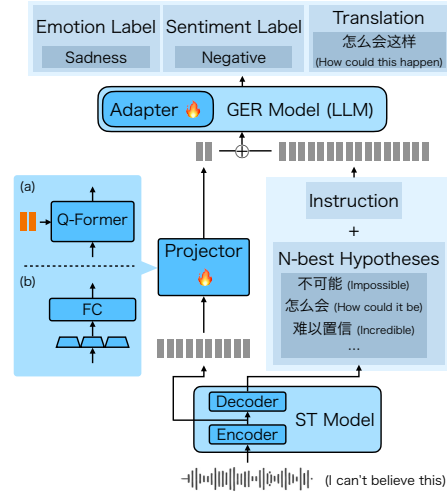 Emotion Label
Sadness
Sentiment Label
Negative
Translation
怎么会这样
(How could this happen)
Adapter
GER Model (LLM)
(a)
Q-Former
(b)
FC
Projector
Instruction
+
N-best Hypotheses
不可能 (Impossible)
怎么会 (How could it be)
难以置信 (Incredible)
...
Decoder
Encoder
ST Model
(I can't believe this)